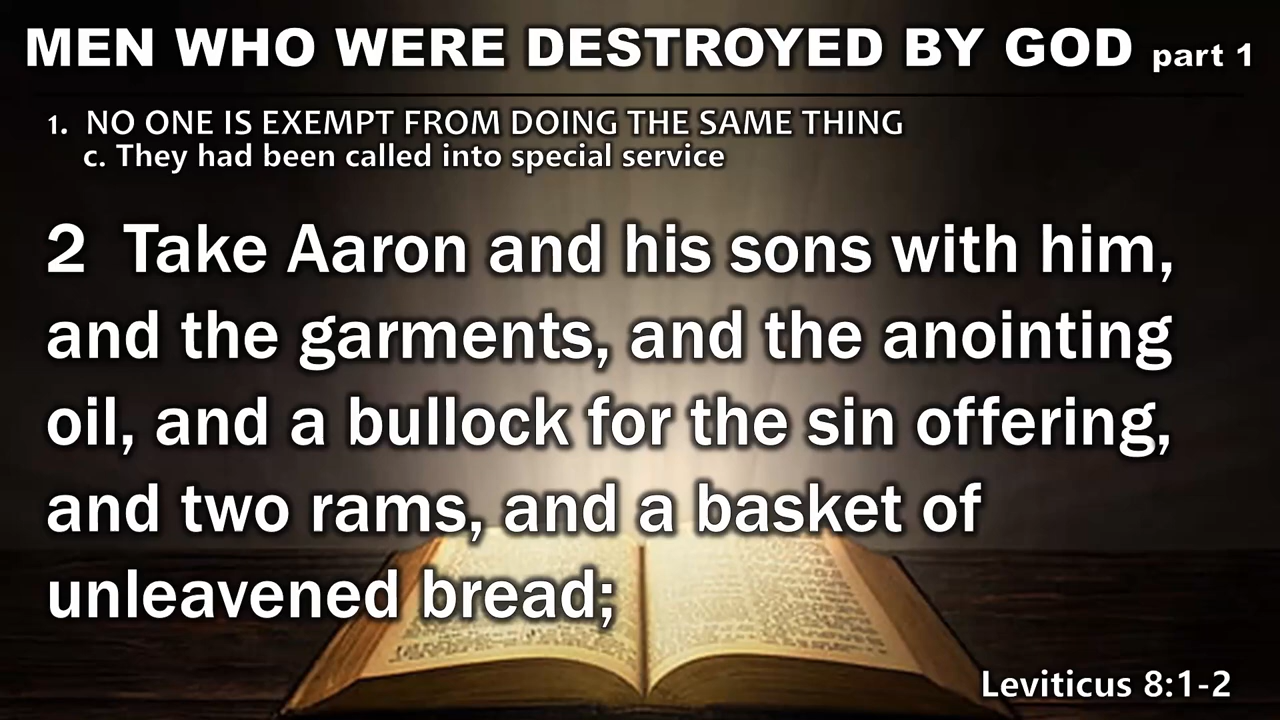 MEN WHO WERE DESTROYED BY GOD part 1
1. NO ONE IS EXEMPT FROM DOING THE SAME THING
c. They had been called into special service
2 Take Aaron and his sons with him,
and the garments, and the anointing
oil, and a bullock for the sin offering,
and two rams, and a basket of
unleavened bread;
Leviticus 8:1-2